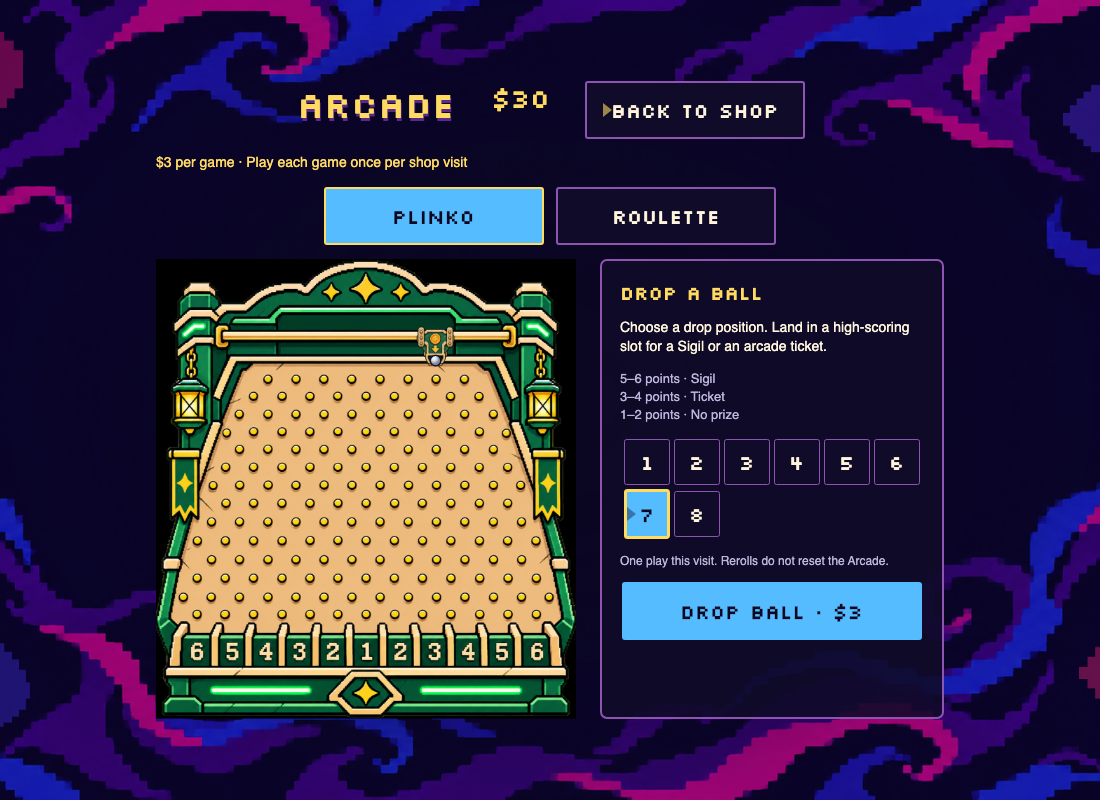 ARCADE
$30
BACK TO SHOP
$3 per game · Play each game once per shop visit
PLINKO
ROULETTE
DROP A BALL
Choose a drop position. Land in a high-scoring
slot for a Sigil or an arcade ticket.
5–6 points · Sigil
3–4 points · Ticket
1–2 points · No prize
1 2 3 4 5 6
7 8
One play this visit. Rerolls do not reset the Arcade.
DROP BALL · $3
6 5 4 3 2 1 2 3 4 5 6